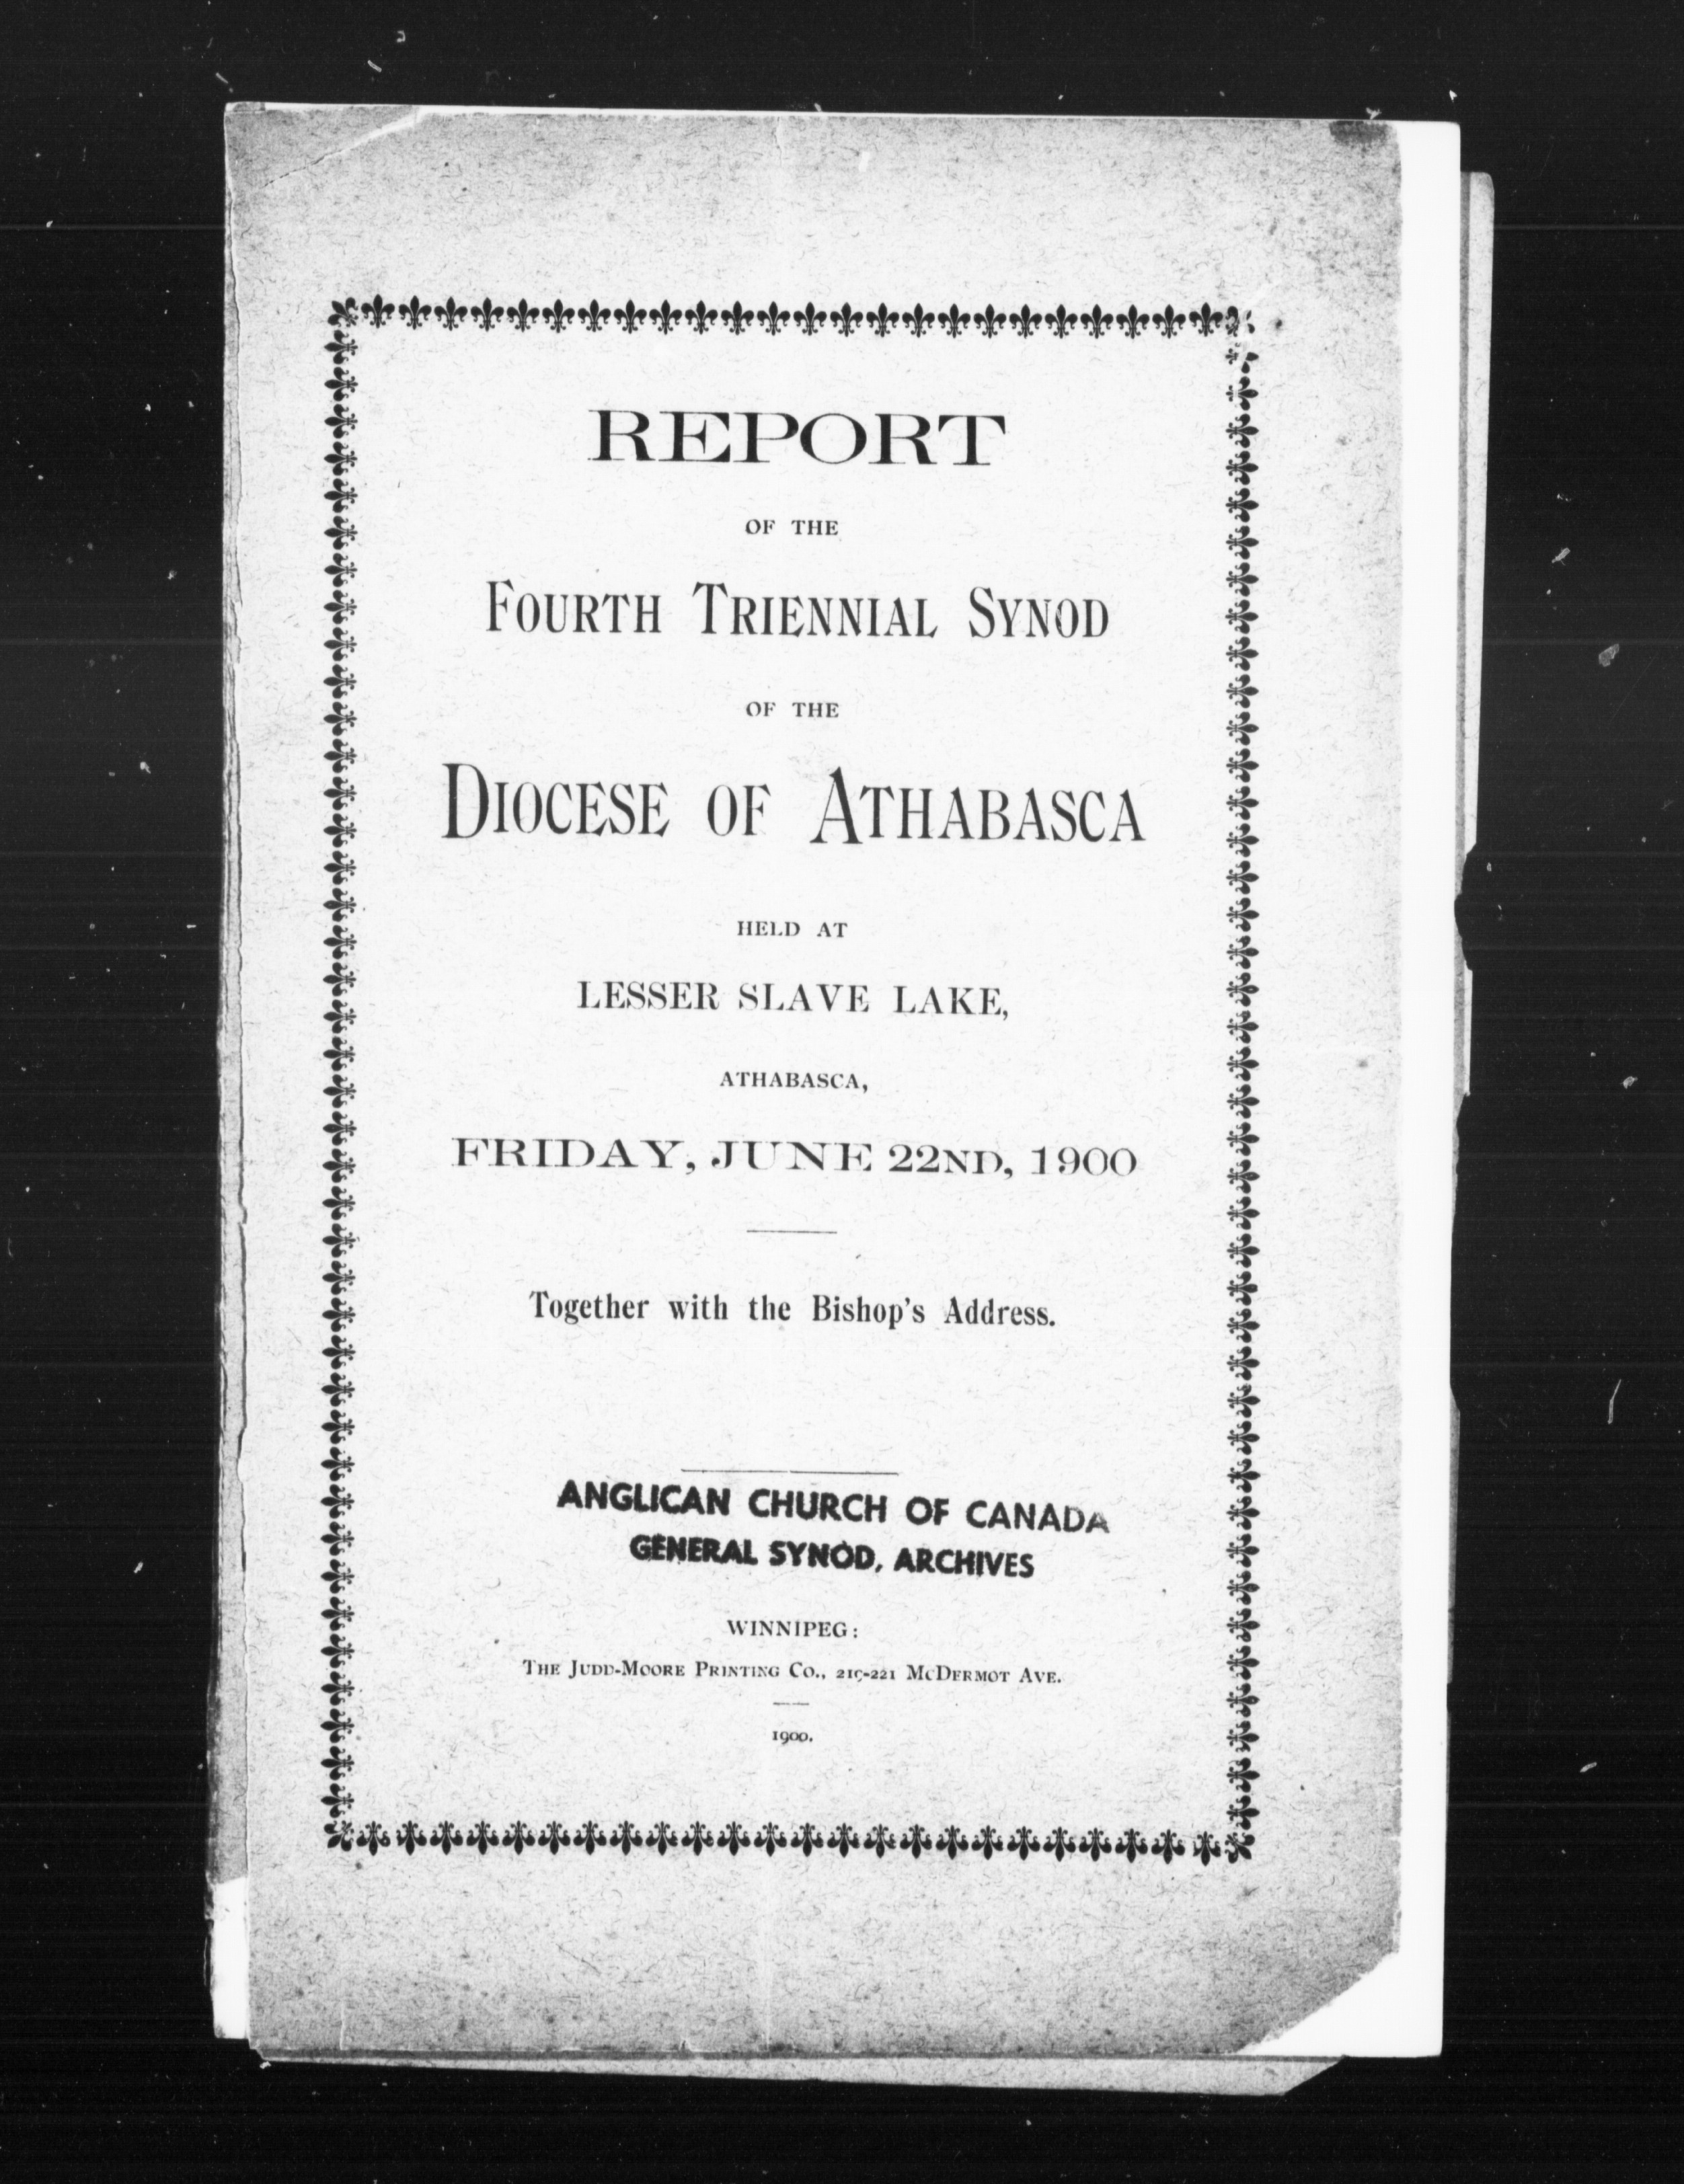 REPORT
OF THE
FOURTH TRIENNIAL SYNOD
OF THE
DIOCESE OF ATHABASCA
HELD AT
LESSER SLAVE LAKE,
ATHABASCA,
FRIDAY, JUNE 22ND, 1900
Together with the Bishop's Address.
ANGLICAN CHURCH OF CANADA
GENERAL SYNOD, ARCHIVES
WINNIPEG:
THE JUDD-MOORE PRINTING CO., 219-221 MCDERMOT AVE.
1900.